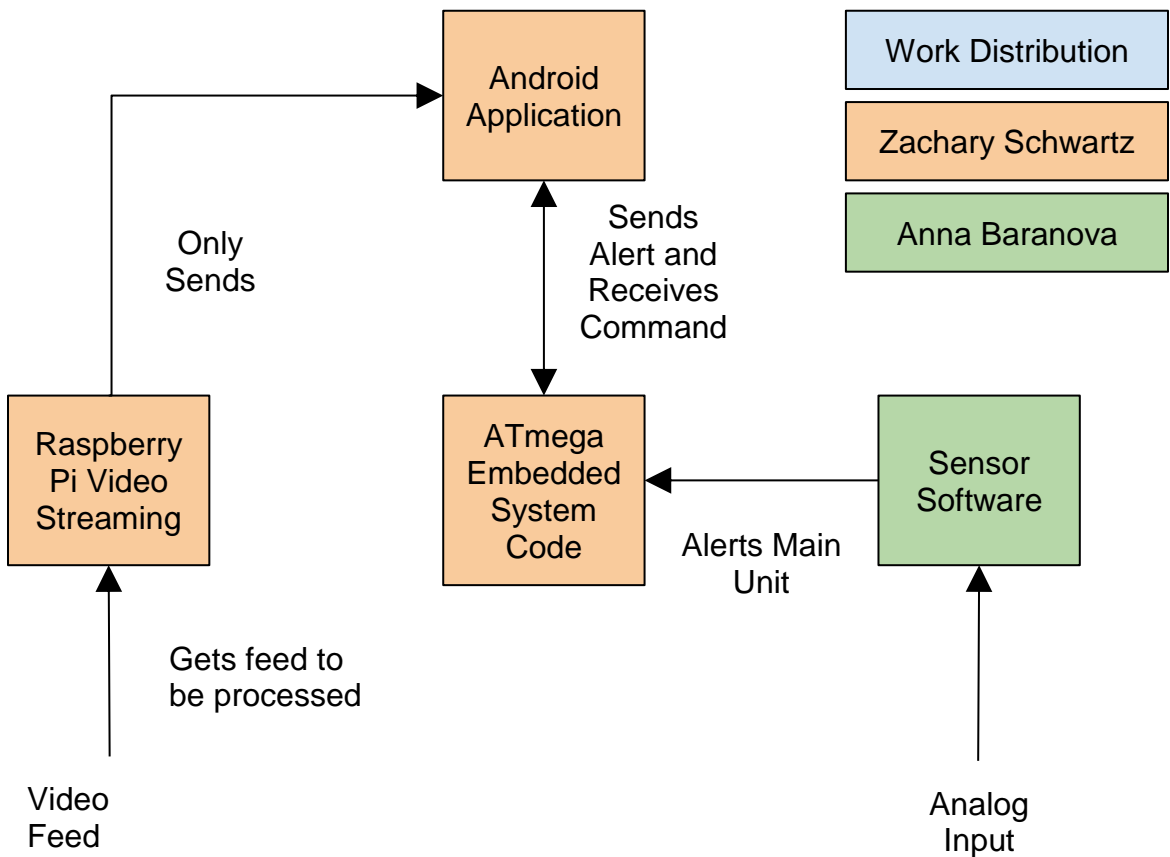 Android
Application
Work Distribution
Zachary Schwartz
Anna Baranova
Only
Sends
Sends
Alert and
Receives
Command
Raspberry
Pi Video
Streaming
ATmega
Embedded
System
Code
Sensor
Software
Alerts Main
Unit
Gets feed to
be processed
Video
Feed
Analog
Input